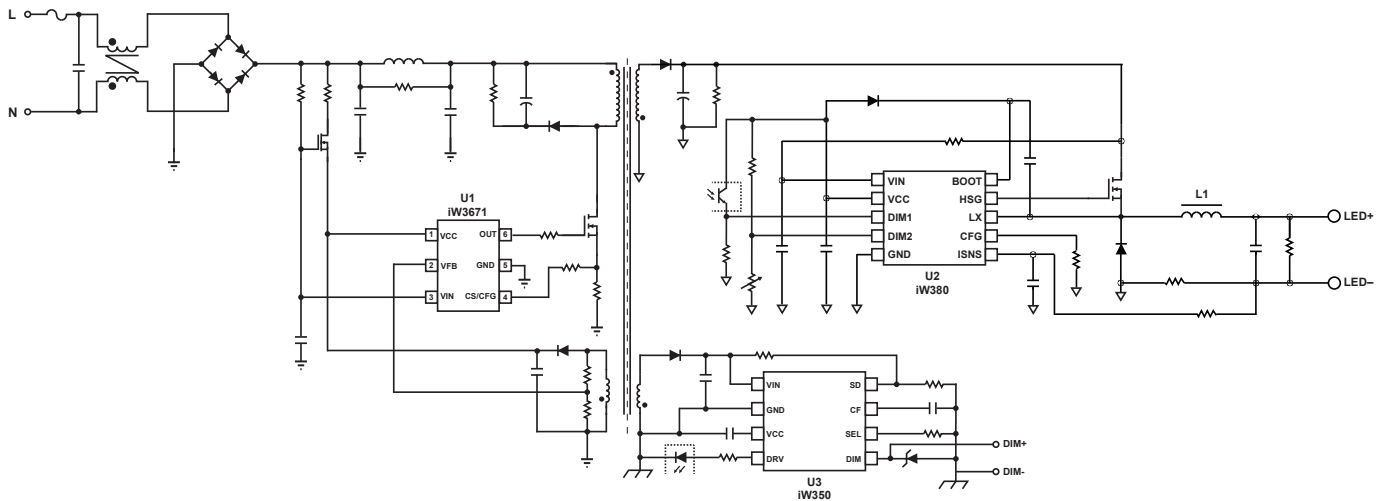 L
N
U1
iW3671
1 VCC OUT 6
2 VFB GND 5
3 VIN CS/CFG 4
VIN BOOT
VCC HSG
DIM1 LX
DIM2 CFG
GND ISNS
U2
iW380
L1
LED+
LED–
VIN SD
GND CF
VCC SEL
DRV DIM
U3
iW350
DIM+
DIM-